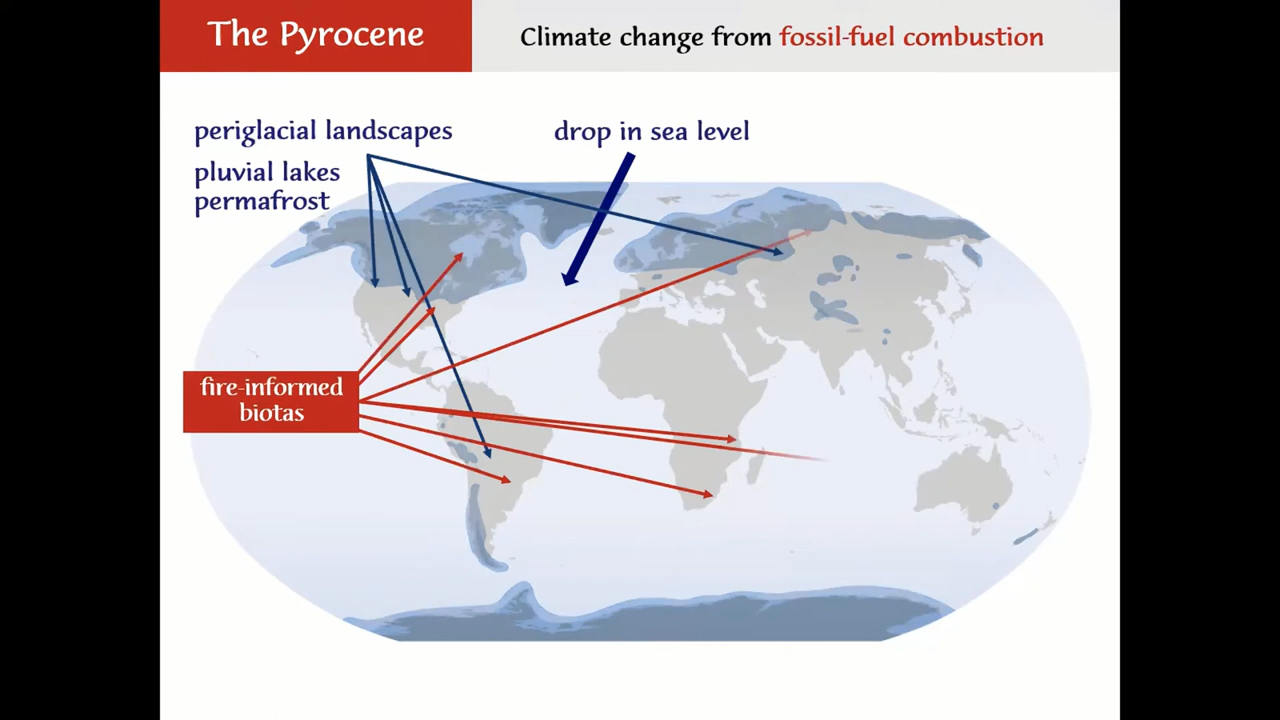 The Pyrocene
Climate change from fossil-fuel combustion
periglacial landscapes
pluvial lakes
permafrost
drop in sea level
fire-informed
biotas